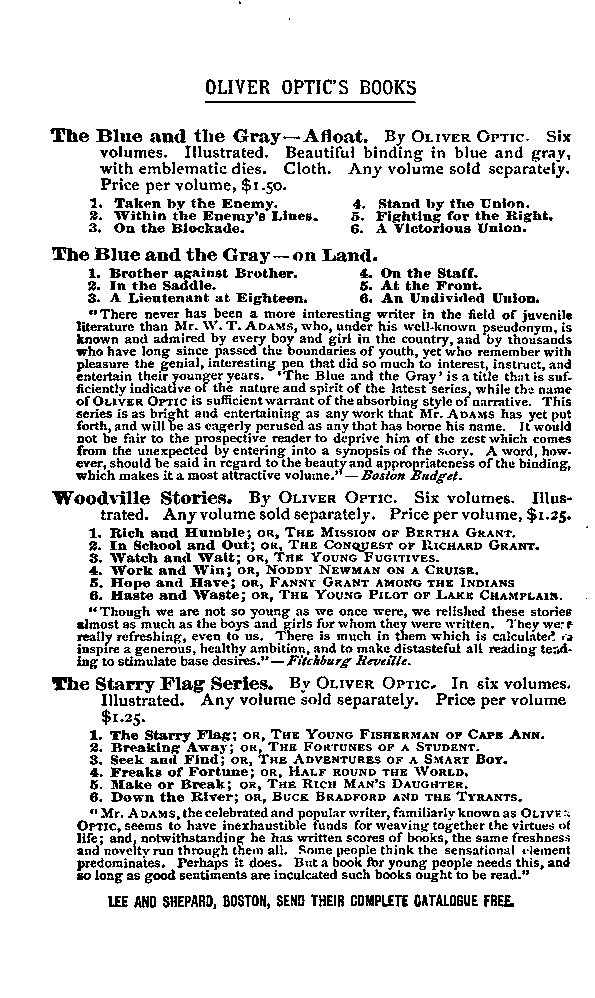 OLIVER OPTIC'S BOOKS
The Blue and the Gray—Afloat. By OLIVER OPTIC. Six
volumes. Illustrated. Beautiful binding in blue and gray,
with emblematic dies. Cloth. Any volume sold separately.
Price per volume, $1.50.
1. Taken by the Enemy. 4. Stand by the Union.
2. Within the Enemy's Lines. 5. Fighting for the Right.
3. On the Blockade. 6. A Victorious Union.
The Blue and the Gray—on Land.
1. Brother against Brother. 4. On the Staff.
2. In the Saddle. 5. At the Front.
3. A Lieutenant at Eighteen. 6. An Undivided Union.
"There never has been a more interesting writer in the field of juvenile
literature than Mr. W. T. ADAMS, who, under his well-known pseudonym, is
known and admired by every boy and girl in the country, and by thousands
who have long since passed the boundaries of youth, yet who remember with
pleasure the genial, interesting pen that did so much to interest, instruct, and
entertain their younger years. 'The Blue and the Gray' is a title that is suf-
ficiently indicative of the nature and spirit of the latest series, while the name
of OLIVER OPTIC is sufficient warrant of the absorbing style of narrative. This
series is as bright and entertaining as any work that Mr. ADAMS has yet put
forth, and will be as eagerly perused as any that has borne his name. It would
not be fair to the prospective reader to deprive him of the zest which comes
from the unexpected by entering into a synopsis of the story. A word, how-
ever, should be said in regard to the beauty and appropriateness of the binding,
which makes it a most attractive volume."—Boston Budget.
Woodville Stories. By OLIVER OPTIC. Six volumes. Illus-
trated. Any volume sold separately. Price per volume, $1.25.
1. Rich and Humble; OR, THE MISSION OF BERTHA GRANT.
2. In School and Out; OR, THE CONQUEST OF RICHARD GRANT.
3. Watch and Wait; OR, THE YOUNG FUGITIVES.
4. Work and Win; OR, NODDY NEWMAN ON A CRUISE.
5. Hope and Have; OR, FANNY GRANT AMONG THE INDIANS
6. Haste and Waste; OR, THE YOUNG PILOT OF LAKE CHAMPLAIN.
"Though we are not so young as we once were, we relished these stories
almost as much as the boys and girls for whom they were written. They were
really refreshing, even to us. There is much in them which is calculated to
inspire a generous, healthy ambition, and to make distasteful all reading tend-
ing to stimulate base desires."—Fitchburg Reveille.
The Starry Flag Series. By OLIVER OPTIC. In six volumes.
Illustrated. Any volume sold separately. Price per volume
$1.25.
1. The Starry Flag; OR, THE YOUNG FISHERMAN OF CAPE ANN.
2. Breaking Away; OR, THE FORTUNES OF A STUDENT.
3. Seek and Find; OR, THE ADVENTURES OF A SMART BOY.
4. Freaks of Fortune; OR, HALF ROUND THE WORLD.
5. Make or Break; OR, THE RICH MAN'S DAUGHTER.
6. Down the River; OR, BUCK BRADFORD AND THE TYRANTS.
"Mr. ADAMS, the celebrated and popular writer, familiarly known as OLIVER
OPTIC, seems to have inexhaustible funds for weaving together the virtues of
life; and, notwithstanding he has written scores of books, the same freshness
and novelty run through them all. Some people think the sensational element
predominates. Perhaps it does. But a book for young people needs this, and
so long as good sentiments are inculcated such books ought to be read."
LEE AND SHEPARD, BOSTON, SEND THEIR COMPLETE CATALOGUE FREE.